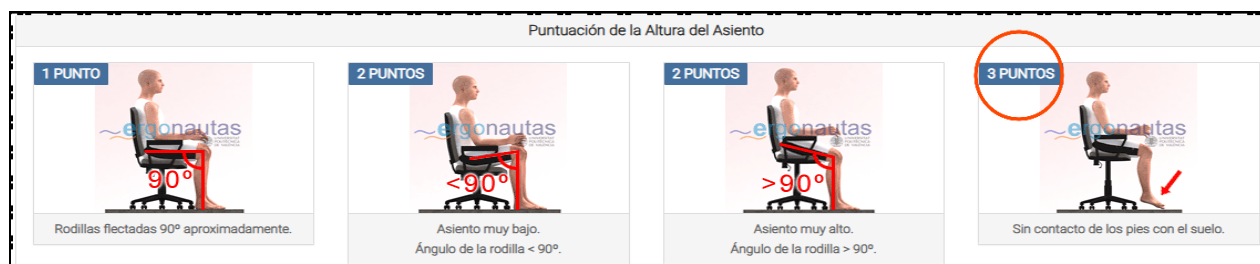 Puntuación de la Altura del Asiento
1 PUNTO
ergonautas
90º
Rodillas flectadas 90º aproximadamente.
2 PUNTOS
ergonautas
<90º
Asiento muy bajo.
Ángulo de la rodilla < 90º.
2 PUNTOS
ergonautas
>90º
Asiento muy alto.
Ángulo de la rodilla > 90º.
3 PUNTOS
ergonautas
Sin contacto de los pies con el suelo.